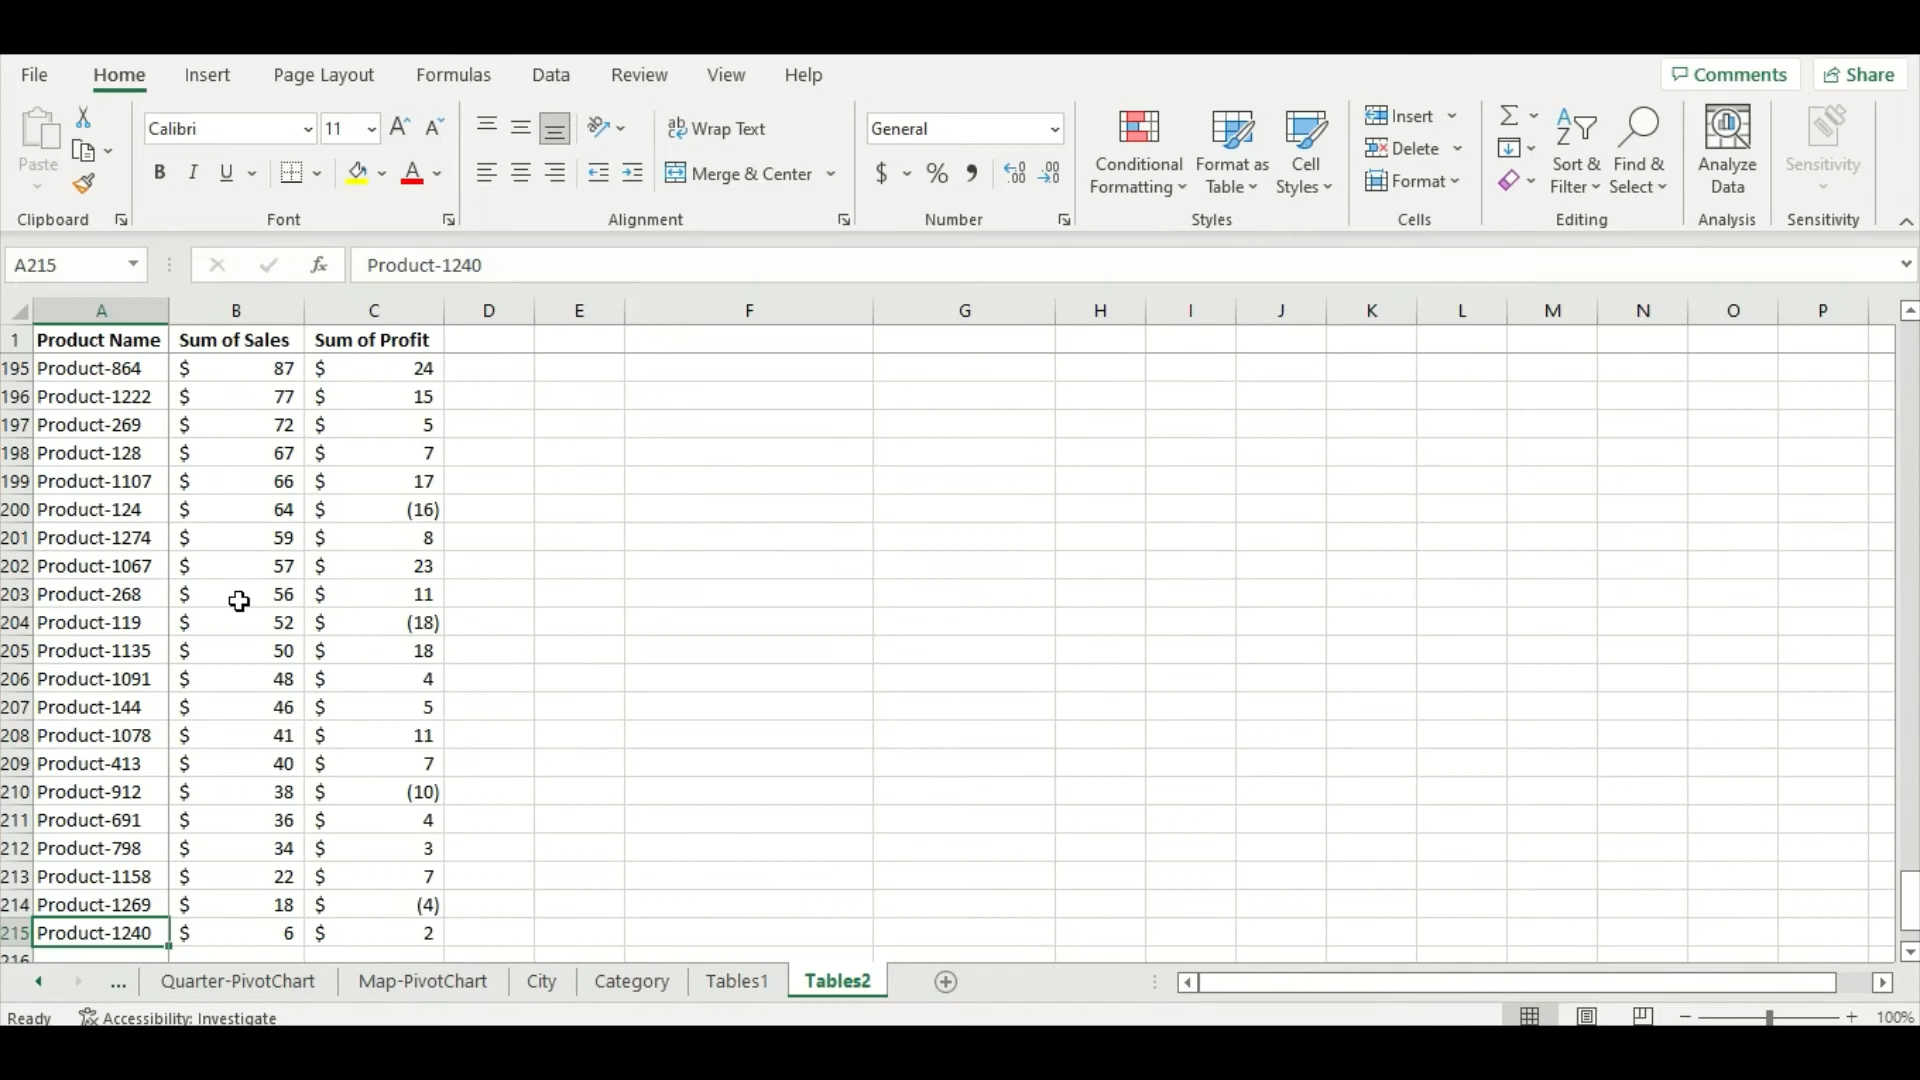 File Home Insert Page Layout Formulas Data Review View Help Comments Share
Calibri 11 Wrap Text General Insert
Paste B I U Merge & Center $ % Conditional Formatting Format as Table Cell Styles Delete Format Sort & Filter Find & Select Analyze Data Sensitivity
Clipboard Font Alignment Number Styles Cells Editing Analysis Sensitivity
A215 fx Product-1240
A B C D E F G H I J K L M N O P
1 Product Name Sum of Sales Sum of Profit
195 Product-864 $ 87 $ 24
196 Product-1222 $ 77 $ 15
197 Product-269 $ 72 $ 5
198 Product-128 $ 67 $ 7
199 Product-1107 $ 66 $ 17
200 Product-124 $ 64 $ (16)
201 Product-1274 $ 59 $ 8
202 Product-1067 $ 57 $ 23
203 Product-268 $ 56 $ 11
204 Product-119 $ 52 $ (18)
205 Product-1135 $ 50 $ 18
206 Product-1091 $ 48 $ 4
207 Product-144 $ 46 $ 5
208 Product-1078 $ 41 $ 11
209 Product-413 $ 40 $ 7
210 Product-912 $ 38 $ (10)
211 Product-691 $ 36 $ 4
212 Product-798 $ 34 $ 3
213 Product-1158 $ 22 $ 7
214 Product-1269 $ 18 $ (4)
215 Product-1240 $ 6 $ 2
216
... Quarter-PivotChart Map-PivotChart City Category Tables1 Tables2
Ready Accessibility: Investigate 100%